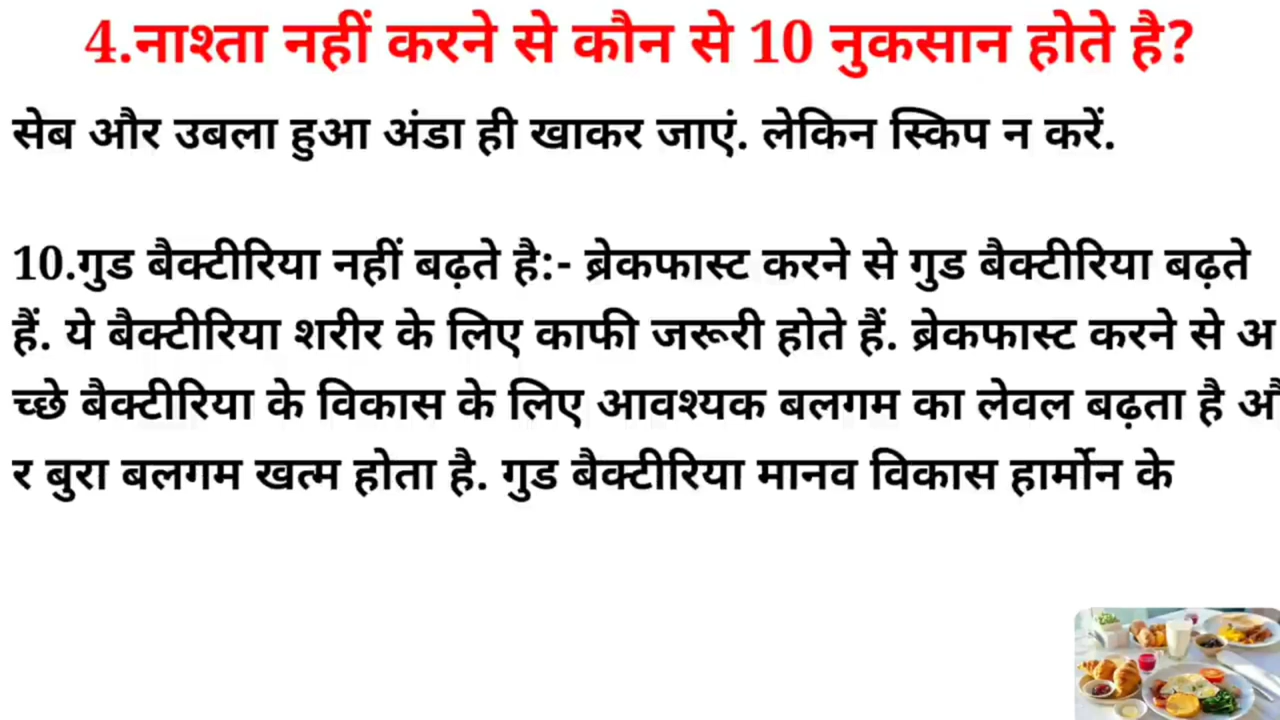 4.नाश्ता नहीं करने से कौन से 10 नुकसान होते है?
सेब और उबला हुआ अंडा ही खाकर जाएं. लेकिन स्किप न करें.
10.गुड बैक्टीरिया नहीं बढ़ते है:- ब्रेकफास्ट करने से गुड बैक्टीरिया बढ़ते
हैं. ये बैक्टीरिया शरीर के लिए काफी जरूरी होते हैं. ब्रेकफास्ट करने से अ
च्छे बैक्टीरिया के विकास के लिए आवश्यक बलगम का लेवल बढ़ता है औ
र बुरा बलगम खत्म होता है. गुड बैक्टीरिया मानव विकास हार्मोन के